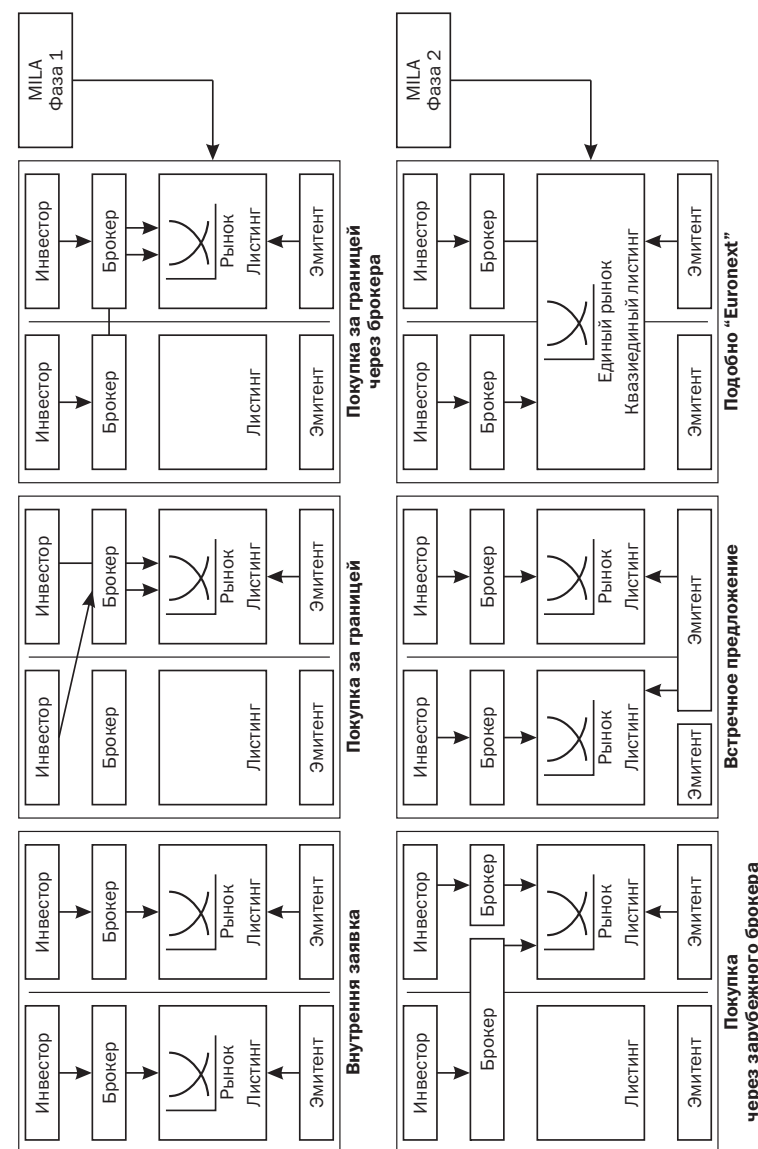 Инвестор
Брокер
Рынок
Листинг
Эмитент
Инвестор
Брокер
Рынок
Листинг
Эмитент
Внутрення заявка
Инвестор
Брокер
Листинг
Эмитент
Инвестор
Брокер
Рынок
Листинг
Эмитент
Покупка за границей
Инвестор
Брокер
Листинг
Эмитент
Инвестор
Брокер
Рынок
Листинг
Эмитент
Покупка за границей
через брокера
MILA
Фаза 1
Инвестор
Брокер
Листинг
Эмитент
Инвестор
Брокер
Рынок
Листинг
Эмитент
Покупка
через зарубежного брокера
Инвестор
Брокер
Рынок
Листинг
Эмитент
Инвестор
Брокер
Рынок
Листинг
Эмитент
Встречное предложение
Инвестор
Брокер
Инвестор
Брокер
Единый рынок
Квазиединый листинг
Эмитент
Эмитент
Подобно “Euronext”
MILA
Фаза 2